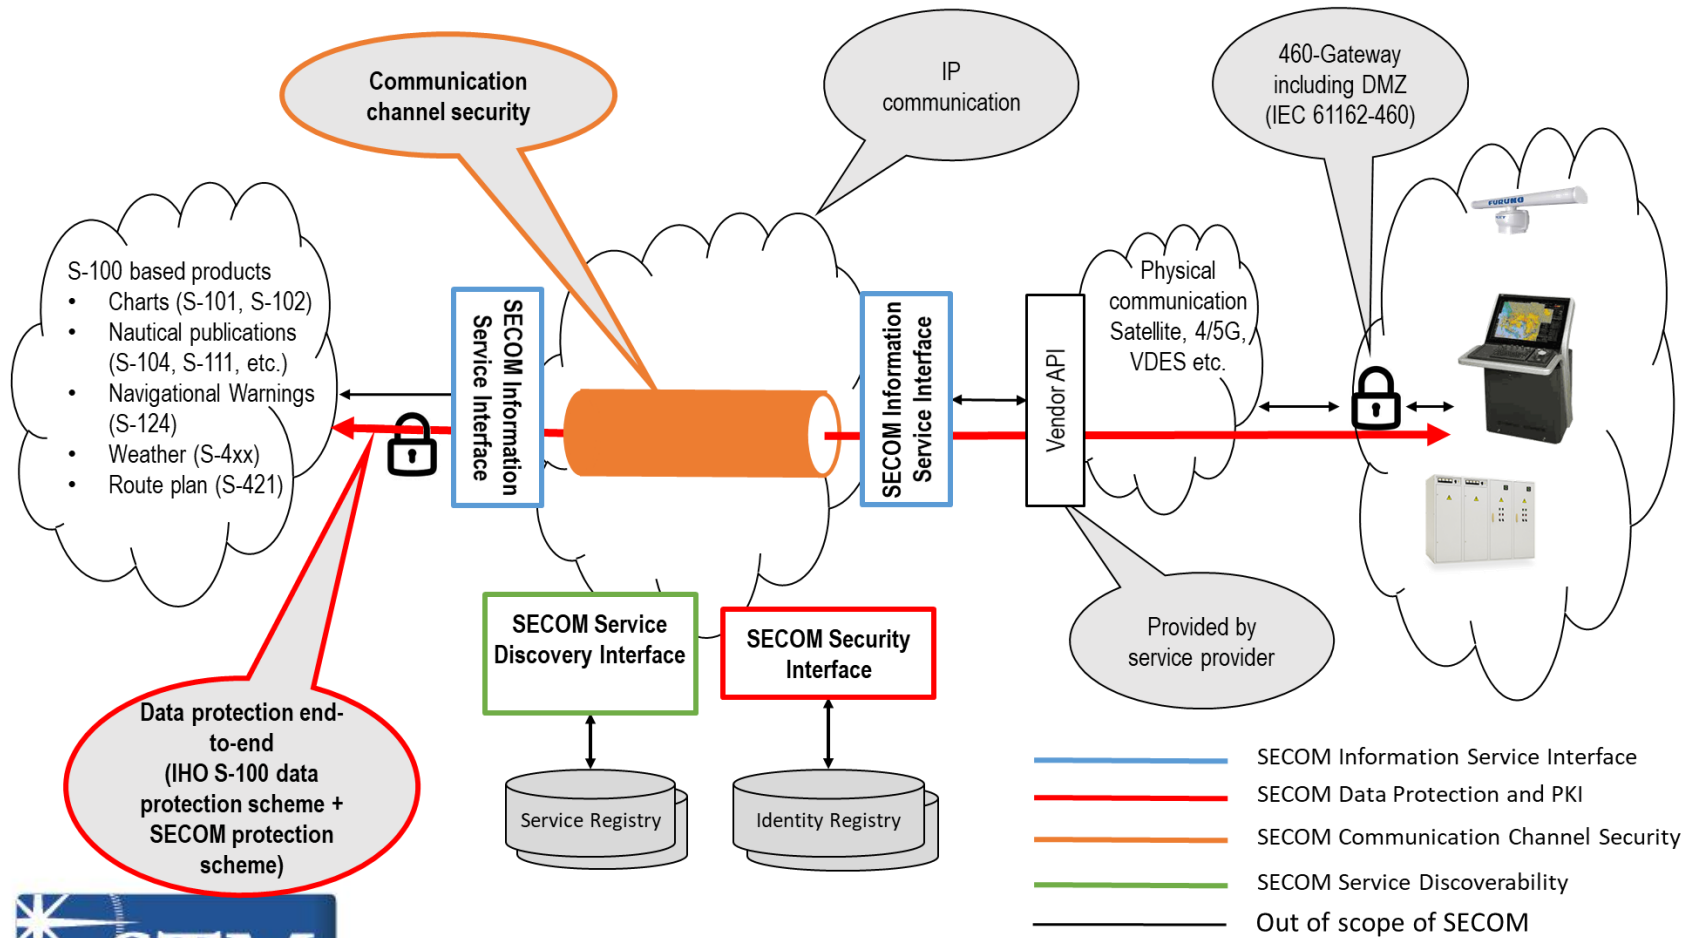 Communication
channel security
IP
communication
460-Gateway
including DMZ
(IEC 61162-460)
FURUNO
S-100 based products
• Charts (S-101, S-102)
• Nautical publications
(S-104, S-111, etc.)
• Navigational Warnings
(S-124)
• Weather (S-4xx)
• Route plan (S-421)
SECOM Information
Service Interface
SECOM Information
Service Interface
Vendor API
Physical
communication
Satellite, 4/5G,
VDES etc.
SECOM Service
Discovery Interface
SECOM Security
Interface
Provided by
service provider
Data protection end-
to-end
(IHO S-100 data
protection scheme +
SECOM protection
scheme)
Service Registry
Identity Registry
SECOM Information Service Interface
SECOM Data Protection and PKI
SECOM Communication Channel Security
SECOM Service Discoverability
Out of scope of SECOM